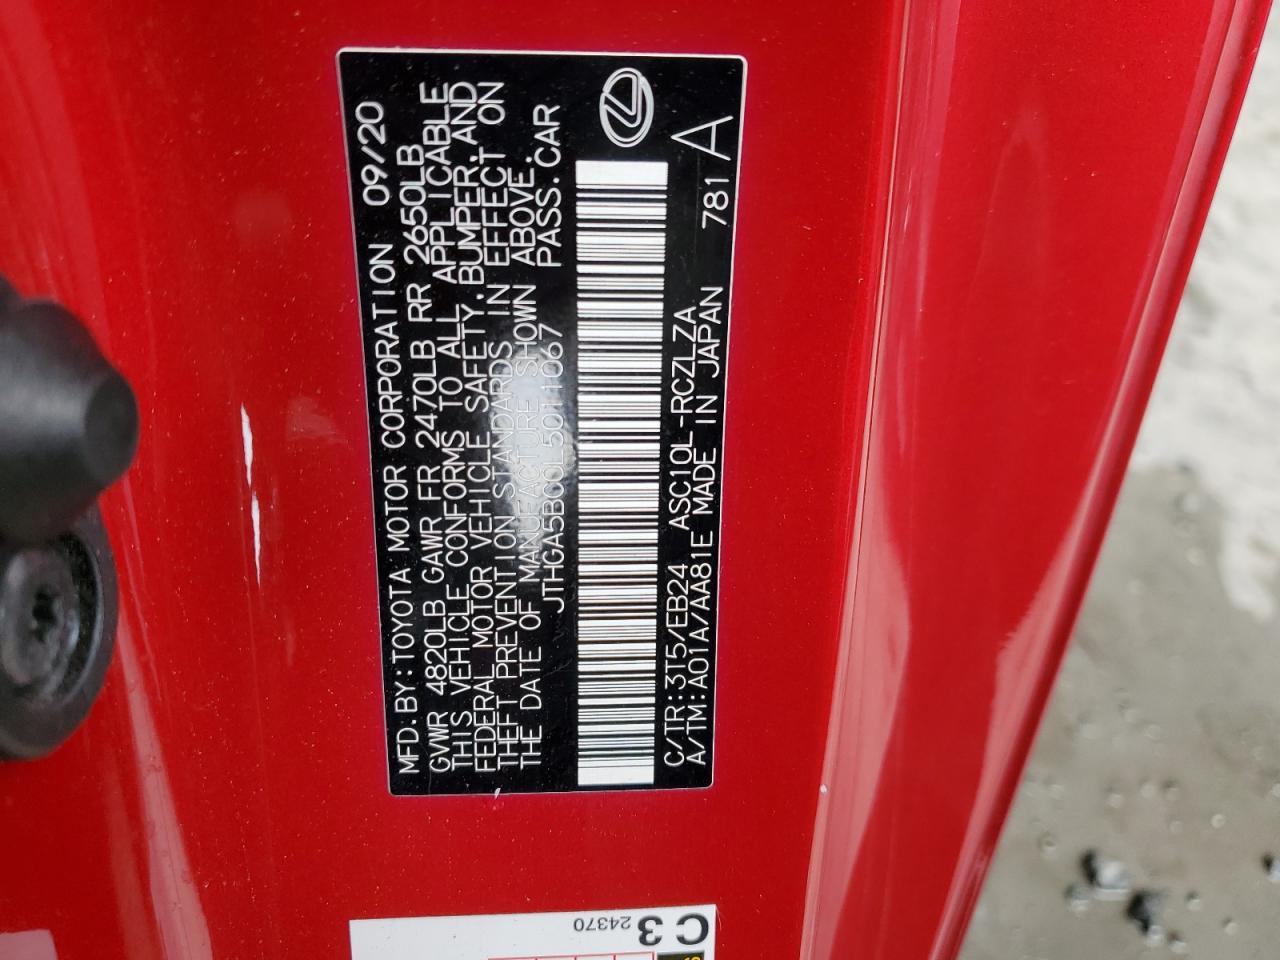 MFD.BY:TOYOTA MOTOR CORPORATION 09/20
GVWR 4820LB GAWR FR 2470LB RR 2650LB
THIS VEHICLE CONFORMS TO ALL APPLICABLE
FEDERAL MOTOR VEHICLE SAFETY,BUMPER,AND
THEFT PREVENTION STANDARDS IN EFFECT ON
THE DATE OF MANUFACTURE SHOWN ABOVE.
JTHGA5BC0L5011067 PASS.CAR
C/TR:3T5/EB24 ASC10L-RCZLZA
A/TM:A01A/AA81E MADE IN JAPAN 781 A
C 3
24370